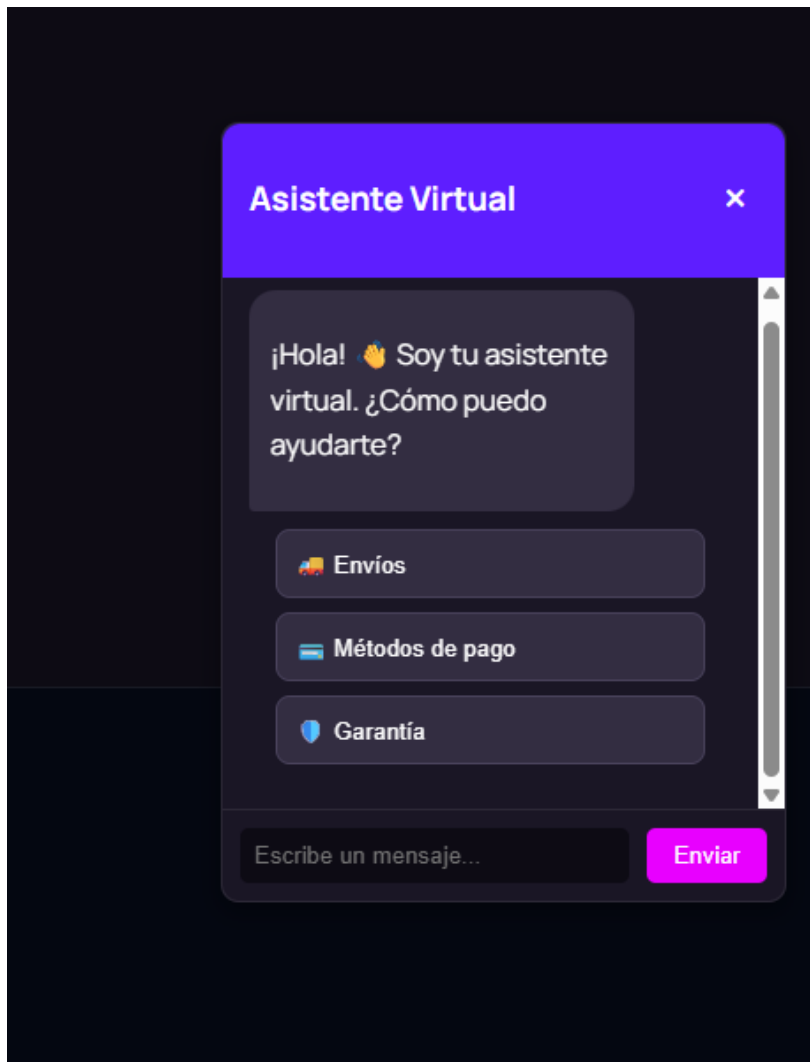 Asistente Virtual ×
¡Hola! 👋 Soy tu asistente
virtual. ¿Cómo puedo
ayudarte?
🚚 Envíos
💳 Métodos de pago
🛡️ Garantía
Escribe un mensaje...
Enviar